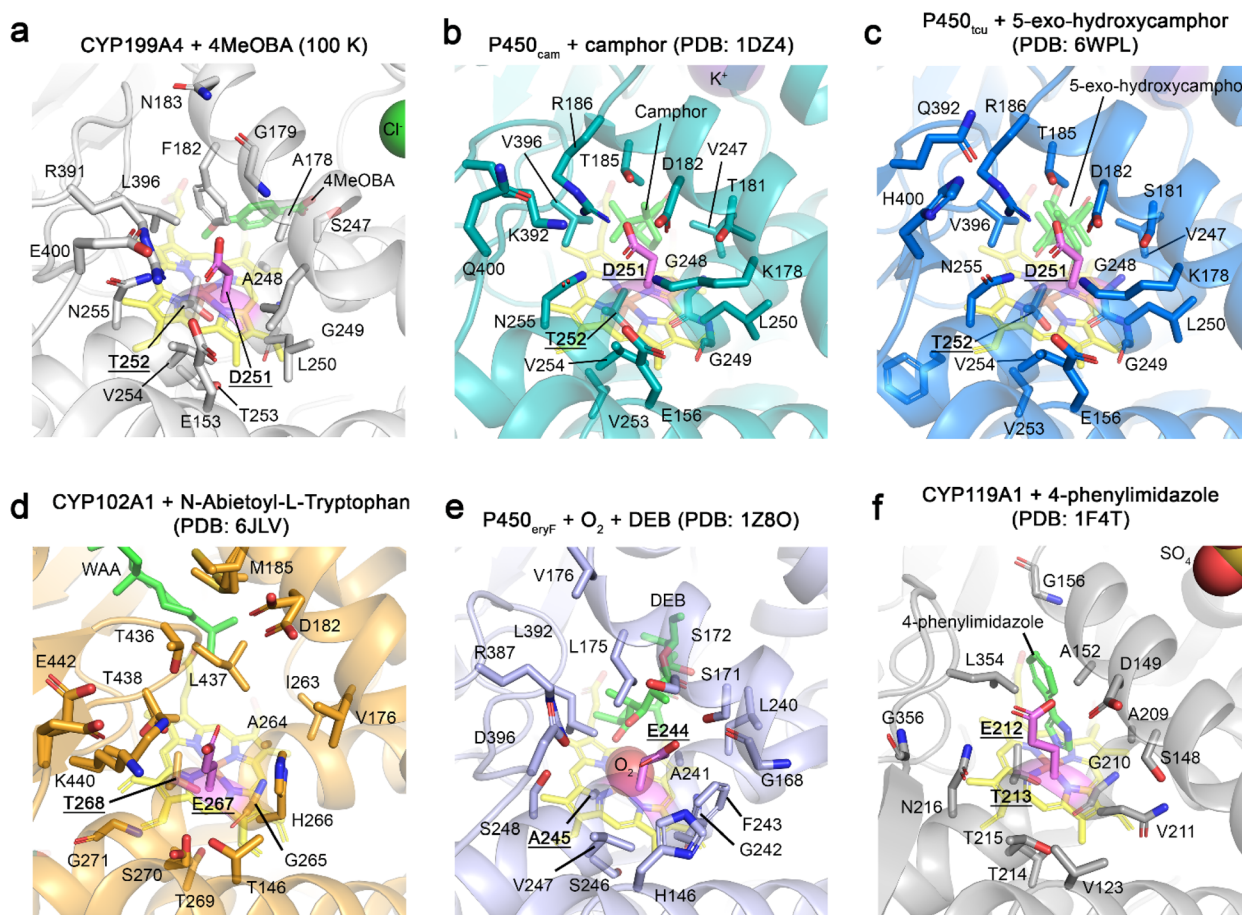 a
CYP199A4 + 4MeOBA (100 K)
N183
G179
F182
A178
R391
L396
4MeOBA
Cl-
S247
E400
A248
N255
G249
T252
L250
D251
V254
T253
E153
b
P450cam + camphor (PDB: 1DZ4)
K+
R186
Camphor
V396
T185
D182
V247
T181
K392
Q400
D251
G248
K178
N255
L250
T252
G249
V254
E156
V253
c
P450tcu + 5-exo-hydroxycamphor
(PDB: 6WPL)
5-exo-hydroxycampho
Q392
R186
T185
D182
S181
H400
V396
V247
N255
D251
G248
K178
L250
T252
V254
G249
E156
V253
d
CYP102A1 + N-Abietoyl-L-Tryptophan
(PDB: 6JLV)
WAA
M185
D182
T436
E442
T438
L437
I263
A264
V176
K440
T268
E267
H266
G271
G265
S270
T146
T269
e
P450eryF + O2 + DEB (PDB: 1Z8O)
V176
DEB
L392
L175
S172
R387
S171
L240
E244
D396
O2
A241
G168
S248
F243
A245
G242
V247
S246
H146
f
CYP119A1 + 4-phenylimidazole
(PDB: 1F4T)
SO4
G156
4-phenylimidazole
A152
L354
D149
G356
E212
A209
G210
S148
N216
T213
V211
T215
T214
V123